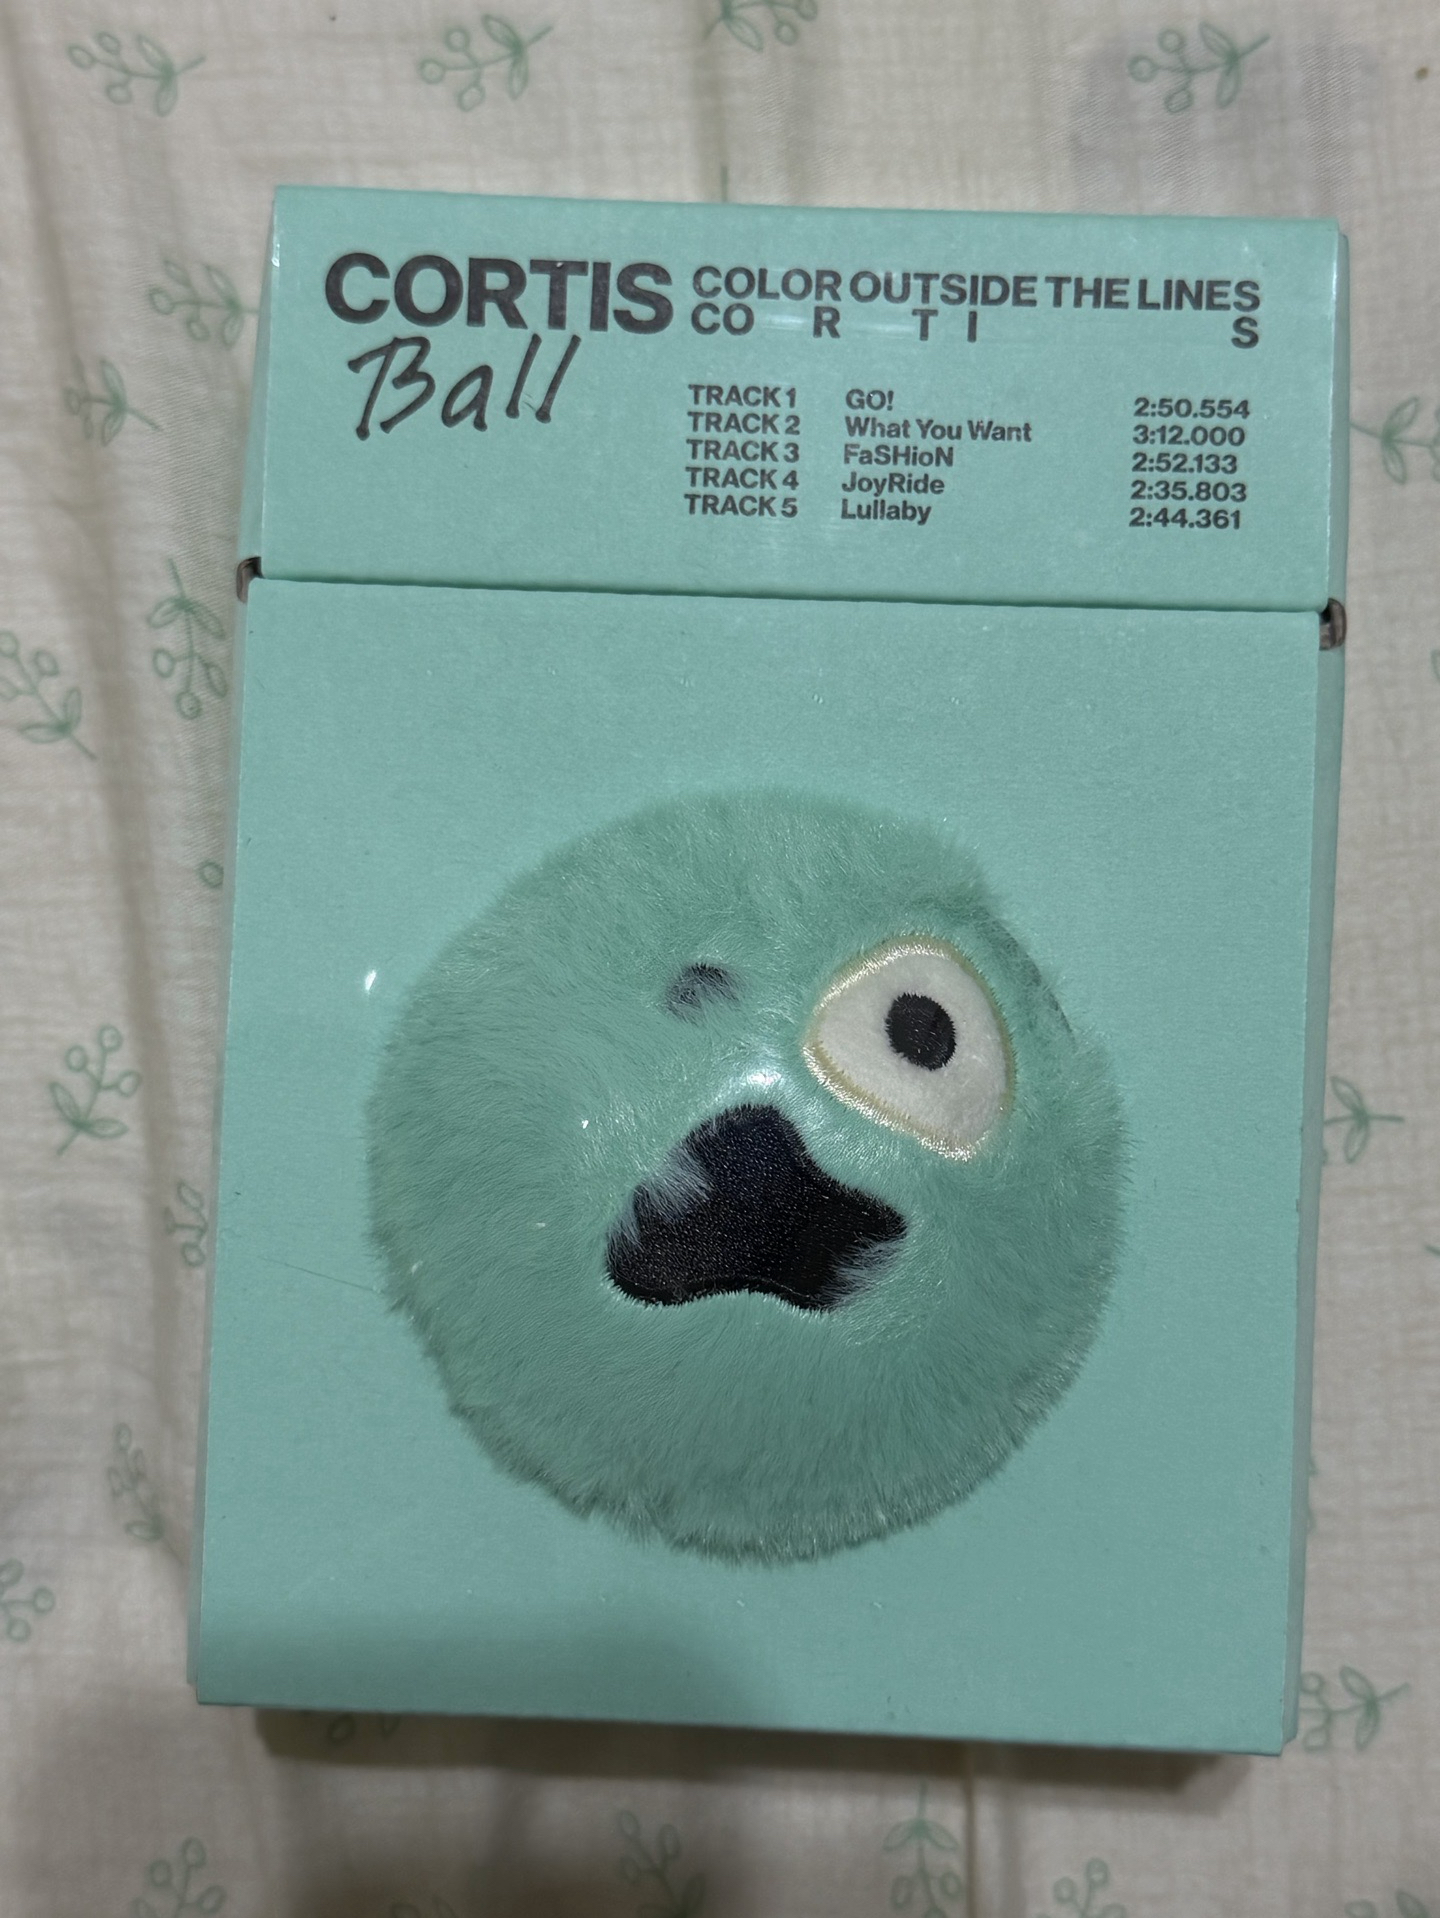 CORTIS
Ball
COLOR OUTSIDE THE LINES
CO R T I S
TRACK 1 GO! 2:50.554
TRACK 2 What You Want 3:12.000
TRACK 3 FaSHioN 2:52.133
TRACK 4 JoyRide 2:35.803
TRACK 5 Lullaby 2:44.361